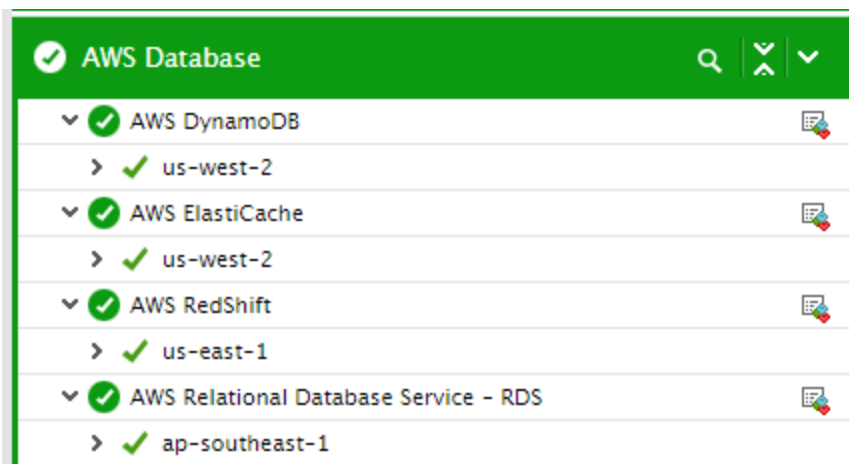 AWS Database
AWS DynamoDB
us-west-2
AWS ElastiCache
us-west-2
AWS RedShift
us-east-1
AWS Relational Database Service - RDS
ap-southeast-1